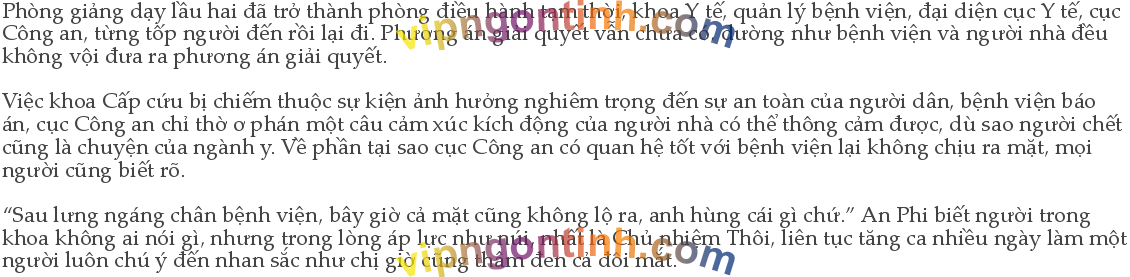 Phòng giảng dạy lầu hai đã trở thành phòng điều hành tạm thời, khoa Y tế, quản lý bệnh viện, đại diện cục Y tế, cục
Công an, từng tốp người đến rồi lại đi. Phương án giải quyết vẫn chưa có, dường như bệnh viện và người nhà đều
không vội đưa ra phương án giải quyết.
Việc khoa Cấp cứu bị chiếm thuộc sự kiện ảnh hưởng nghiêm trọng đến sự an toàn của người dân, bệnh viện báo
án, cục Công an chỉ thờ ơ phán một câu cảm xúc kích động của người nhà có thể thông cảm được, dù sao người chết
cũng là chuyện của ngành y. Về phần tại sao cục Công an có quan hệ tốt với bệnh viện lại không chịu ra mặt, mọi
người cũng biết rõ.
“Sau lưng ngáng chân bệnh viện, bây giờ cả mặt cũng không lộ ra, anh hùng cái gì chứ.” An Phi biết người trong
khoa không ai nói gì, nhưng trong lòng áp lực như núi, nhất là Chủ nhiệm Thôi, liên tục tăng ca nhiều ngày làm một
người luôn chú ý đến nhan sắc như chị giờ cũng thâm đen cả đôi mắt.
vipngontinh.com
vipngontinh.com